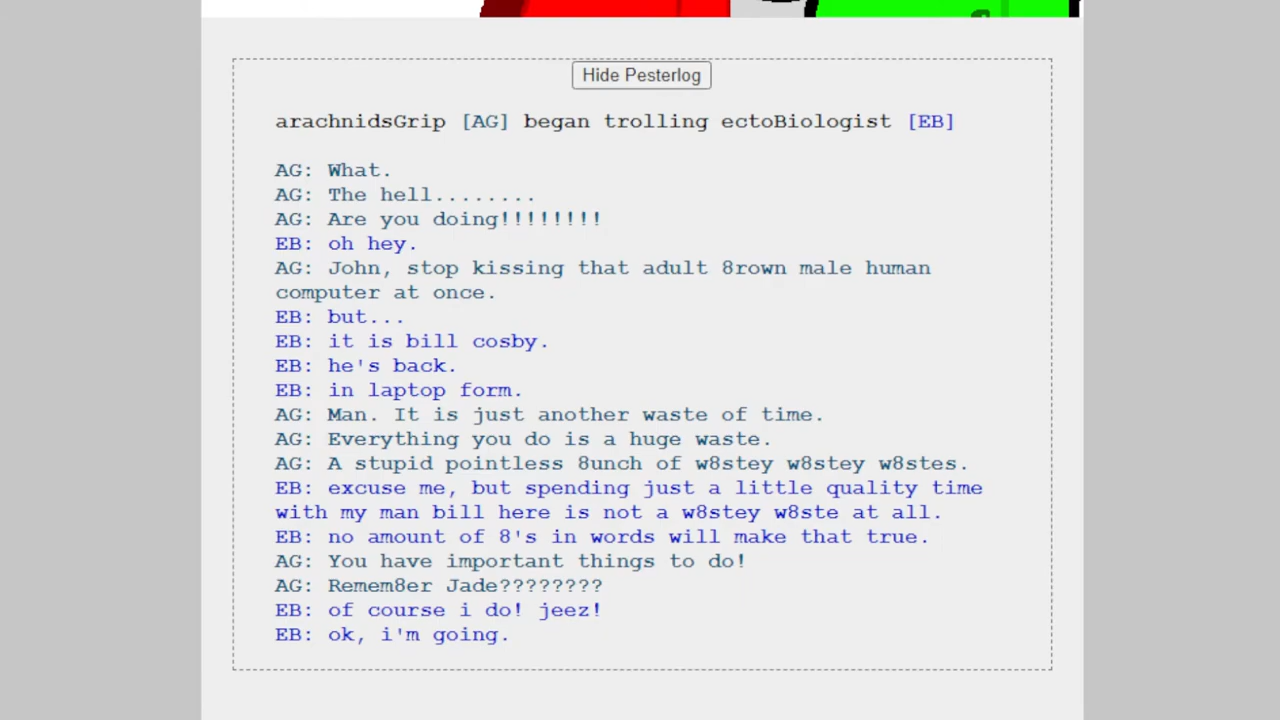 Hide Pesterlog
arachnidsGrip [AG] began trolling ectoBiologist [EB]
AG: What.
AG: The hell........
AG: Are you doing!!!!!!!!
EB: oh hey.
AG: John, stop kissing that adult 8rown male human
computer at once.
EB: but...
EB: it is bill cosby.
EB: he's back.
EB: in laptop form.
AG: Man. It is just another waste of time.
AG: Everything you do is a huge waste.
AG: A stupid pointless 8unch of w8stey w8stey w8stes.
EB: excuse me, but spending just a little quality time
with my man bill here is not a w8stey w8ste at all.
EB: no amount of 8's in words will make that true.
AG: You have important things to do!
AG: Remem8er Jade????????
EB: of course i do! jeez!
EB: ok, i'm going.